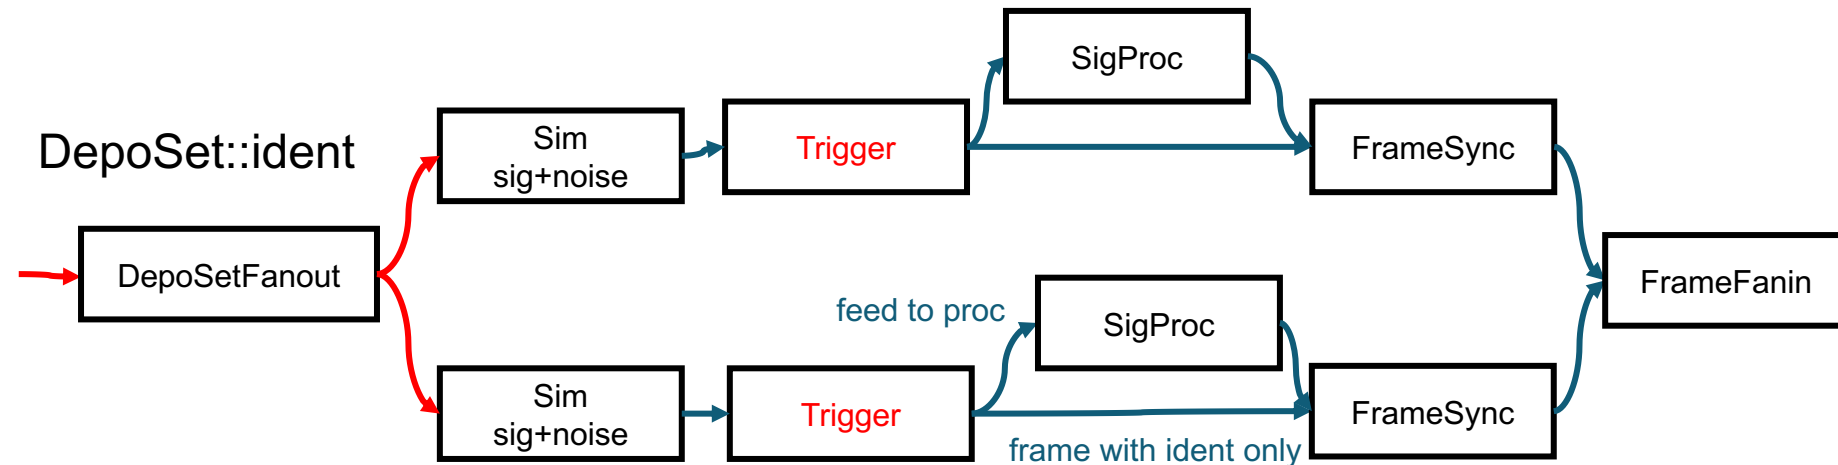 SigProc
Sim
sig+noise
Trigger
FrameSync
DepoSet::ident
DepoSetFanout
FrameFanin
feed to proc
SigProc
Sim
sig+noise
Trigger
FrameSync
frame with ident only